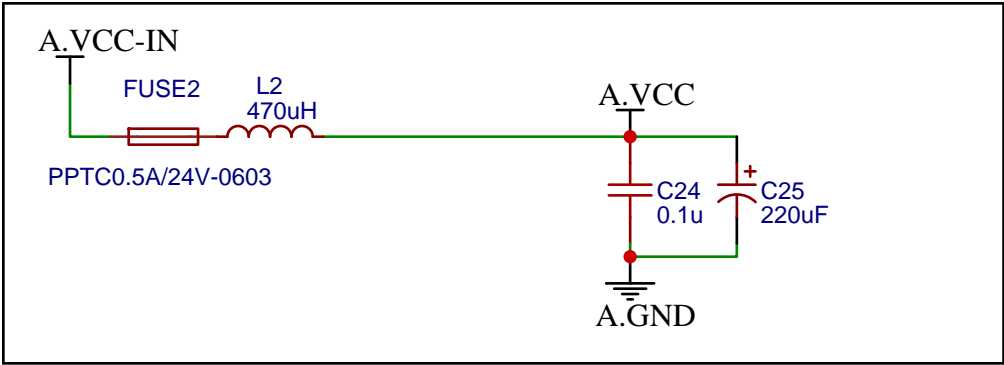 A.VCC-IN
FUSE2
L2
470uH
PPTC0.5A/24V-0603
A.VCC
+
C24
0.1u
C25
220uF
A.GND